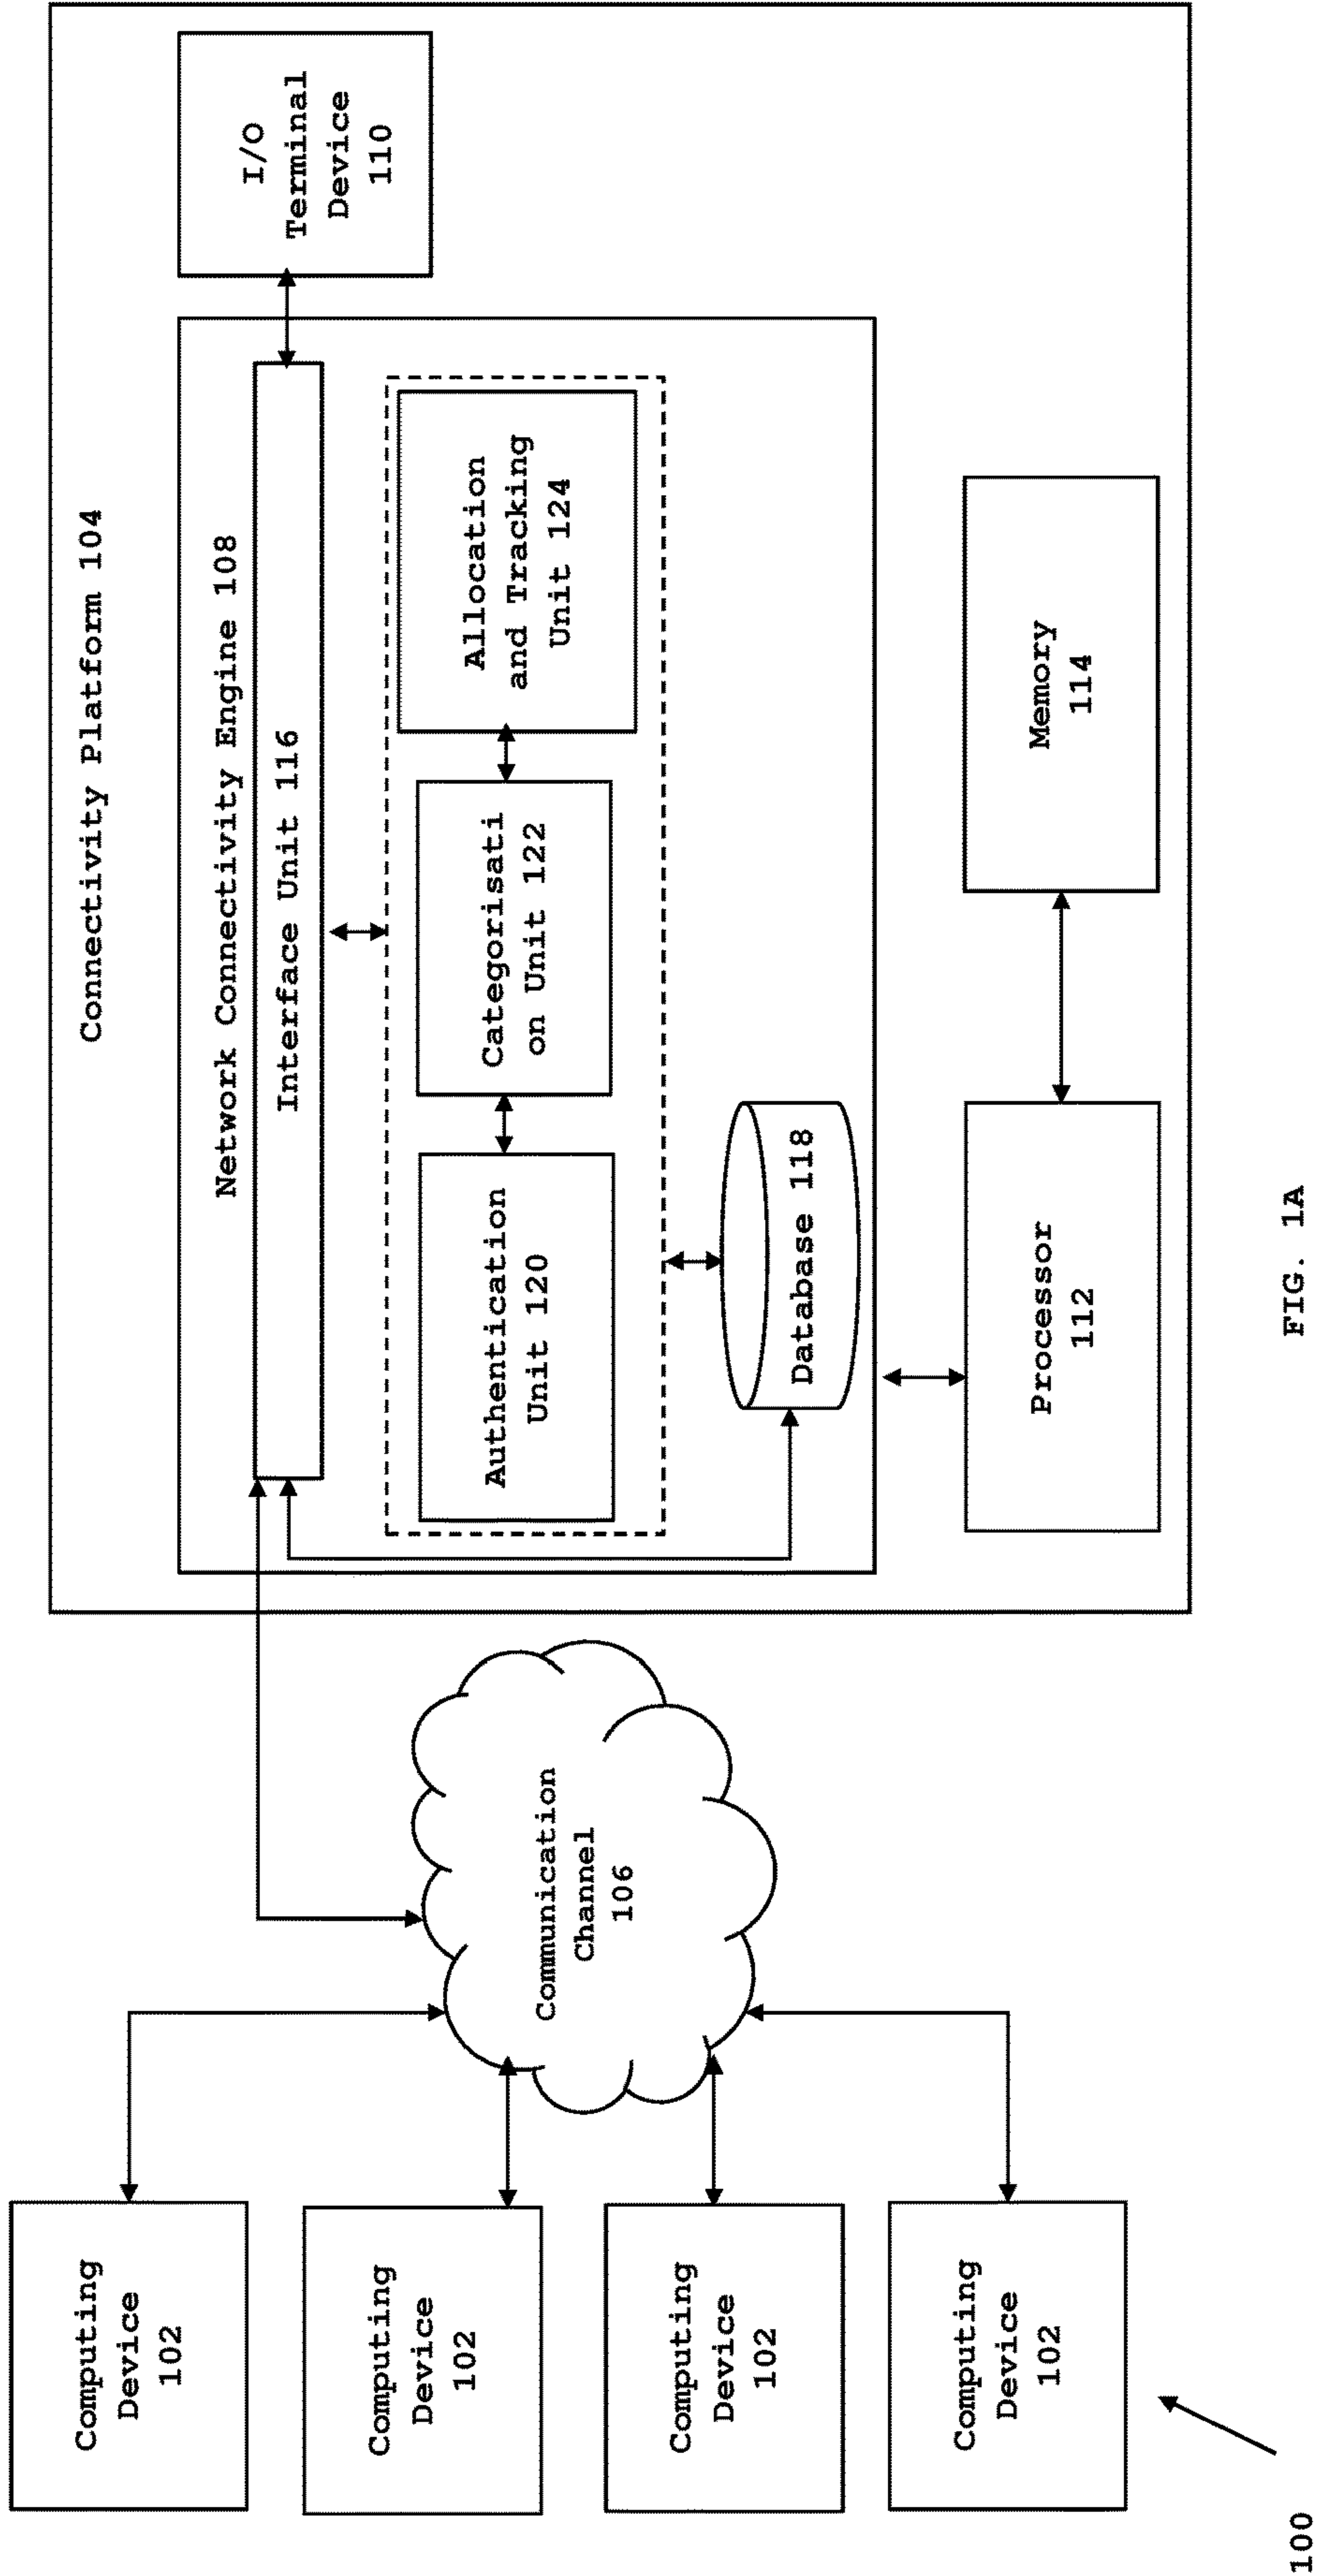 Connectivity Platform 104
Network Connectivity Engine 108
Interface Unit 116
I/O
Terminal
Device
110
Authentication
Unit 120
Categorisati
on Unit 122
Allocation
and Tracking
Unit 124
Database 118
Processor
112
Memory
114
Communication
Channel
106
Computing
Device
102
Computing
Device
102
Computing
Device
102
Computing
Device
102
100
FIG. 1A